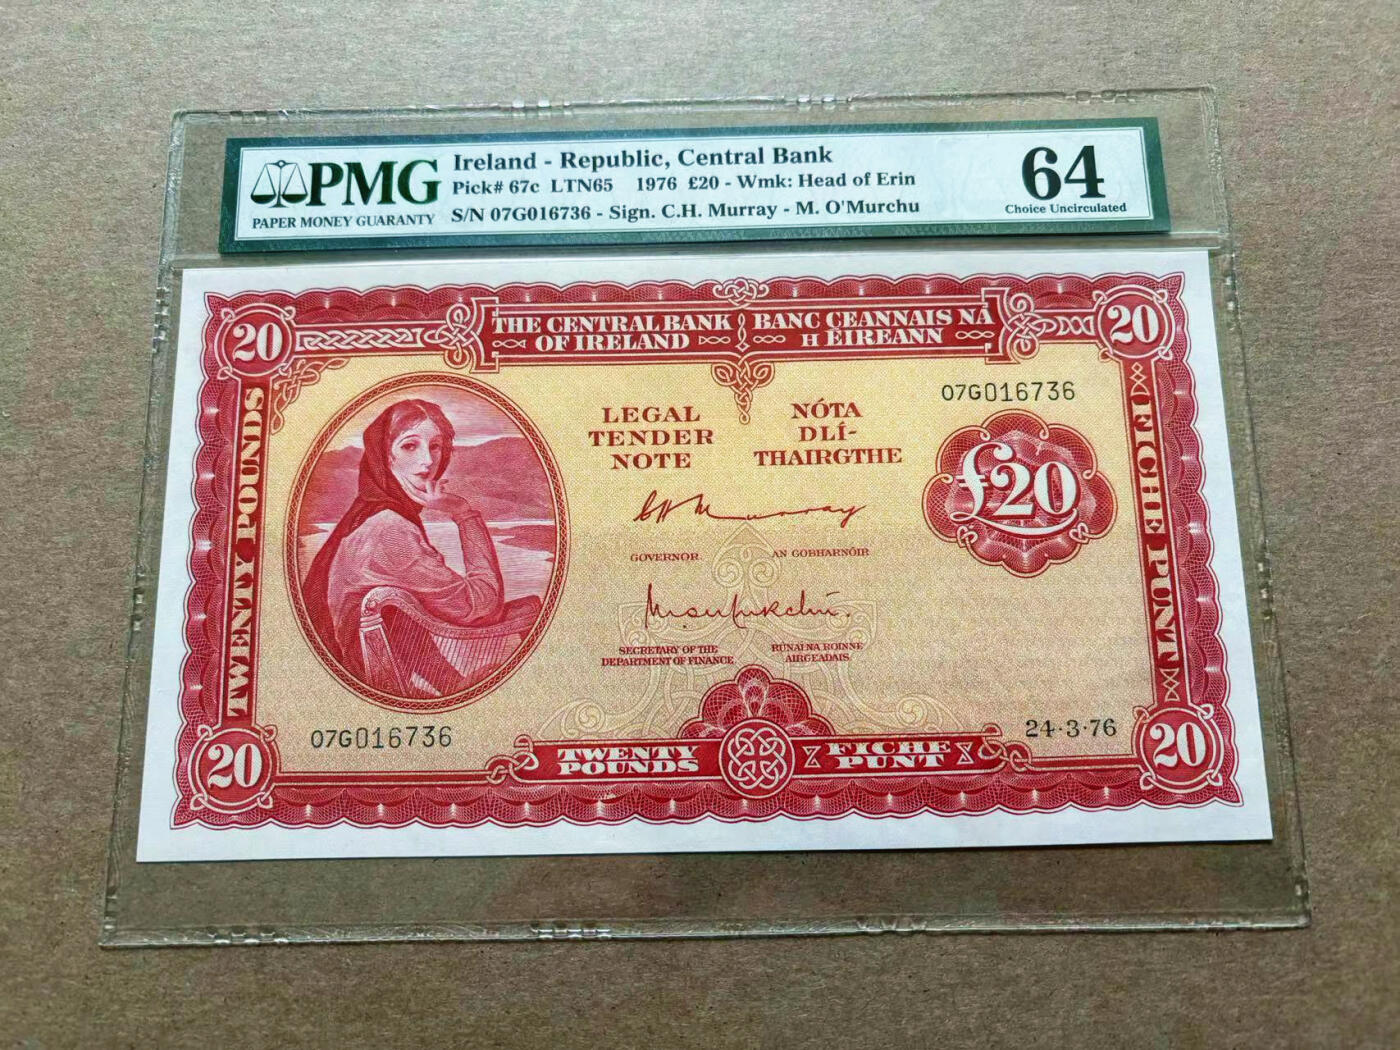 PMG
PAPER MONEY GUARANTY
Ireland - Republic, Central Bank
Pick# 67c LTN65 1976 £20 - Wmk: Head of Erin
S/N 07G016736 - Sign. C.H. Murray - M. O'Murchu
64
Choice Uncirculated
20
THE CENTRAL BANK
OF IRELAND
BANC CEANNAIS NA
H EIREANN
20
TWENTY POUNDS
LEGAL
TENDER
NOTE
NÓTA
DLÍ-
THAIRGTHE
07G016736
£20
FICHE PUNT
C H Murray
GOVERNOR
AN GOBHARNÓIR
SECRETARY OF THE
DEPARTMENT OF FINANCE
RÚNAI NA ROINNE
AIRGEADAIS
07G016736
24·3·76
20
TWENTY
POUNDS
FICHE
PUNT
20